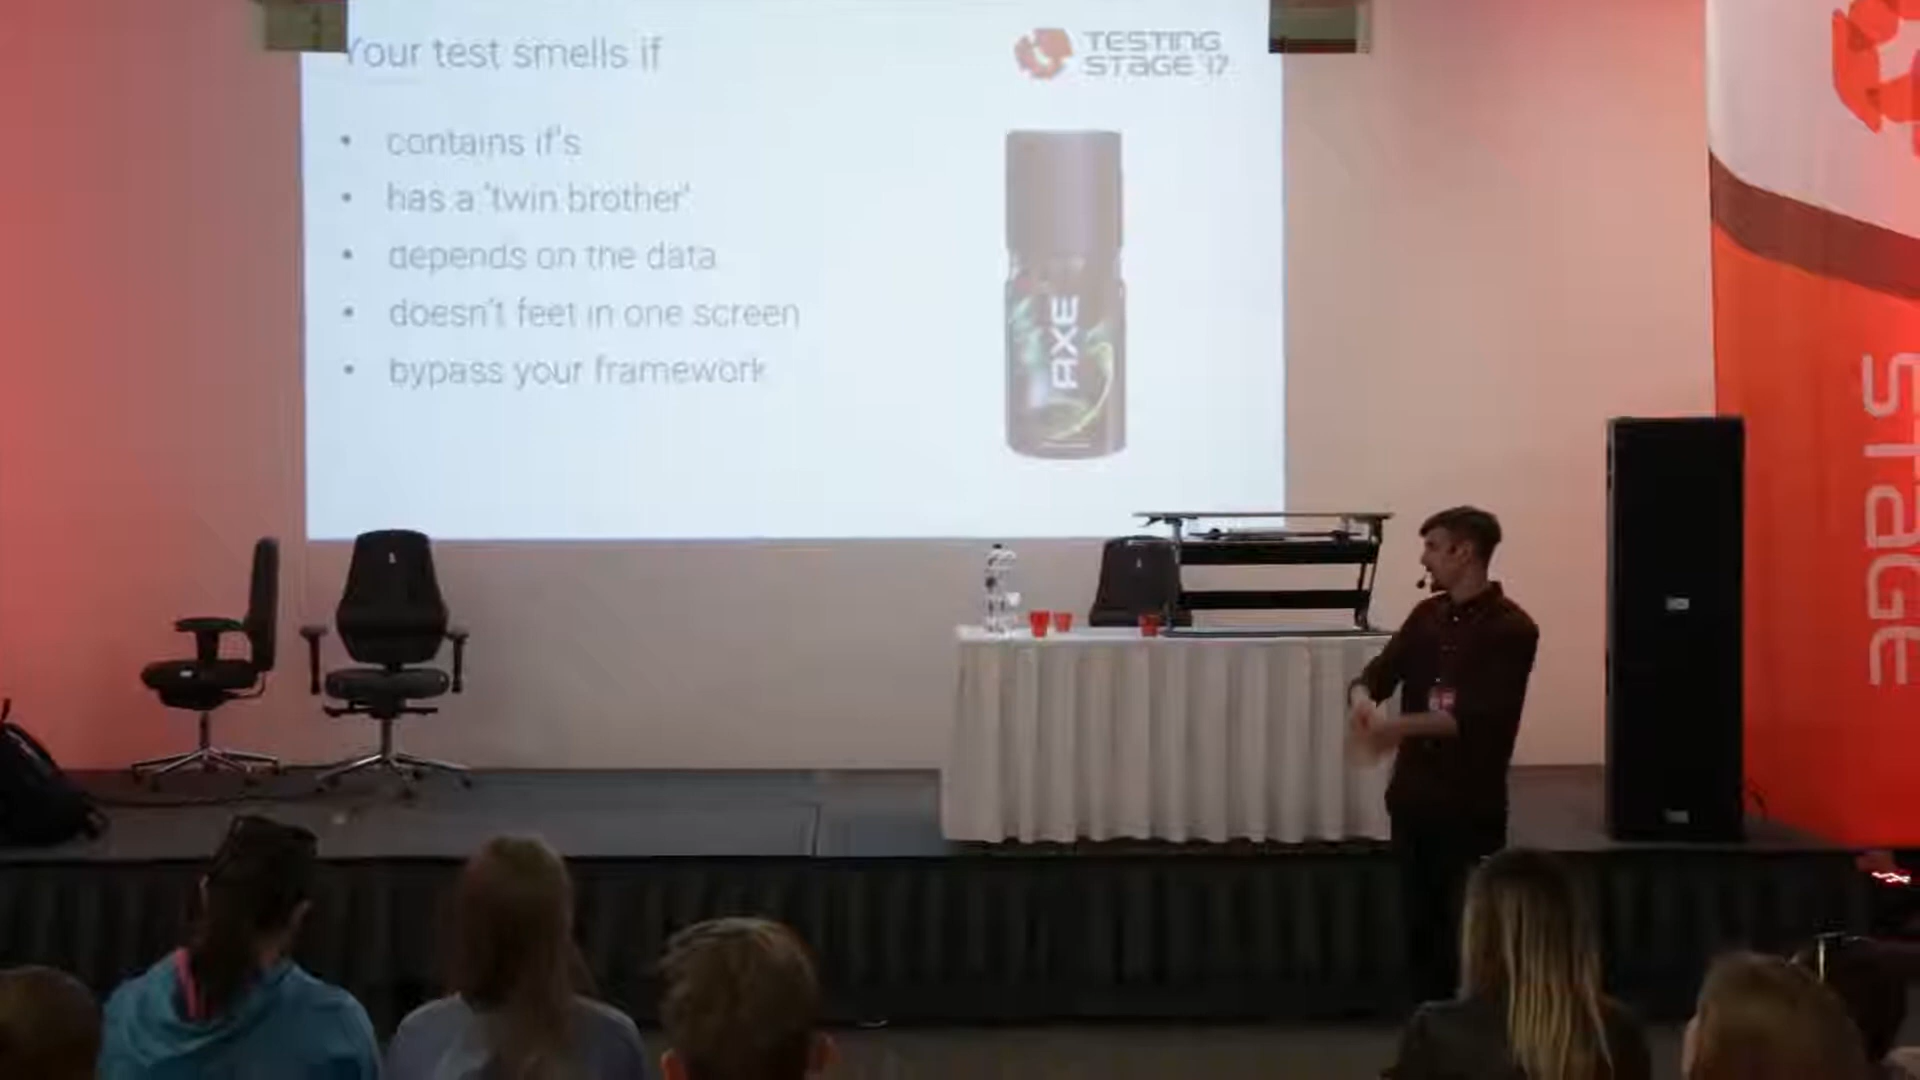 Your test smells if
TESTING
STAGE'17
• contains if's
• has a 'twin brother'
• depends on the data
• doesn't feet in one screen
• bypass your framework
AXE
STAGE